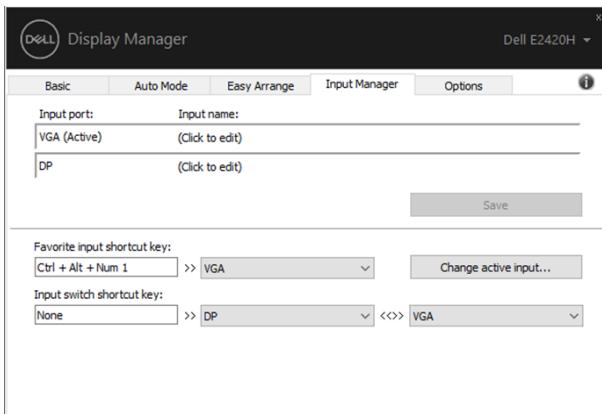 DELL Display Manager Dell E2420H
Basic Auto Mode Easy Arrange Input Manager Options
Input port: Input name:
VGA (Active) (Click to edit)
DP (Click to edit)
Save
Favorite input shortcut key:
Ctrl + Alt + Num 1 >> VGA Change active input...
Input switch shortcut key:
None >> DP <<>> VGA